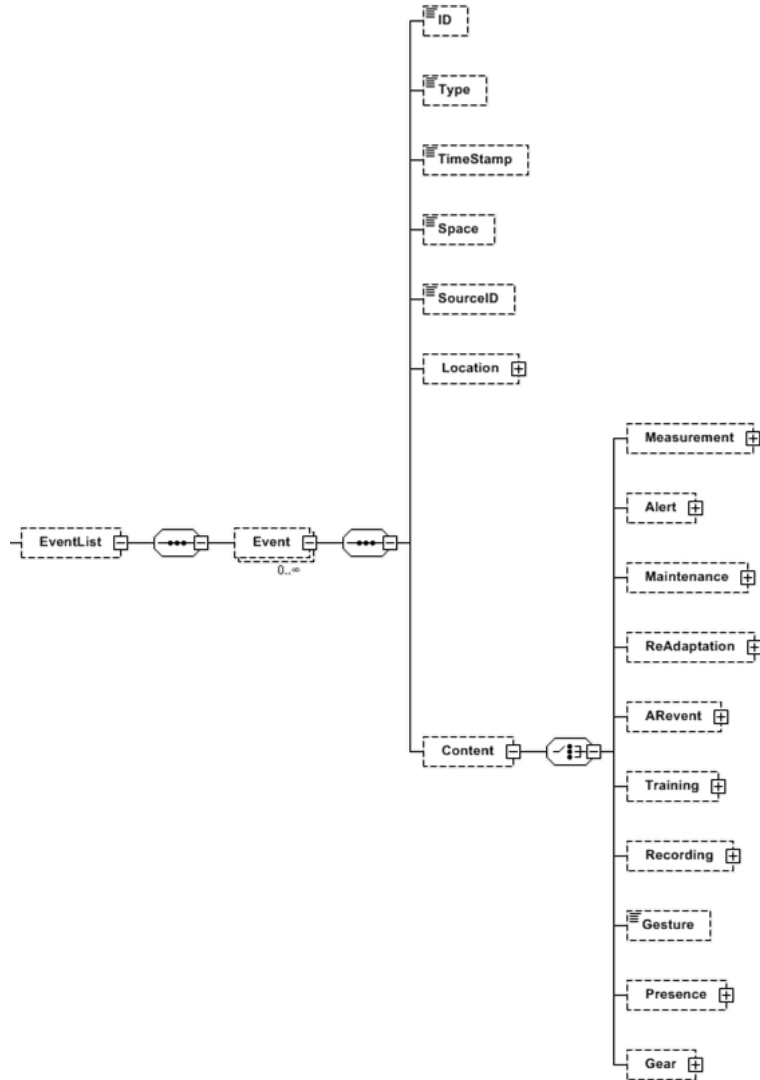 ID
Type
TimeStamp
Space
SourceID
Location
Measurement
Alert
EventList
Event
0..∞
Maintenance
ReAdaptation
ARevent
Content
Training
Recording
Gesture
Presence
Gear